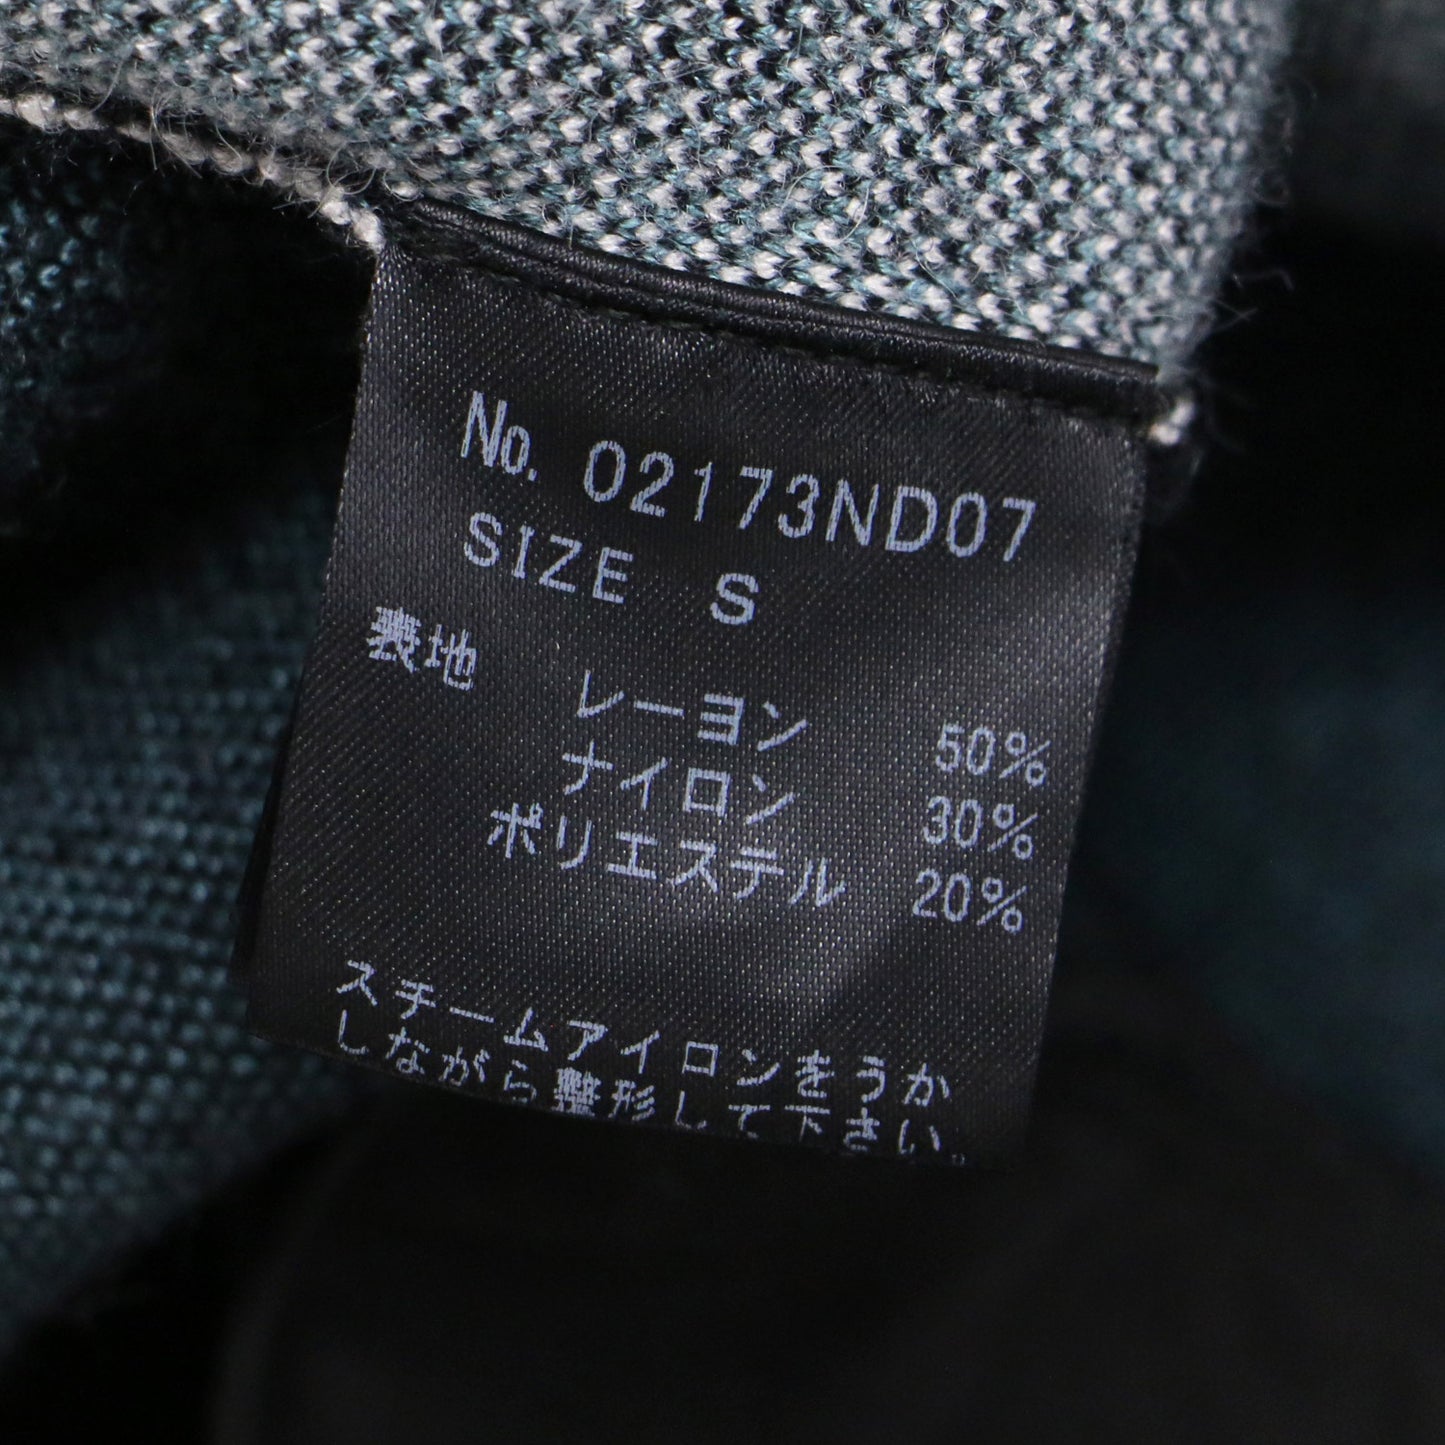 No. 02173ND07
SIZE S
表地 レーヨン 50%
ナイロン 30%
ポリエステル 20%
スチームアイロンをうか
しながら整形して下さい。